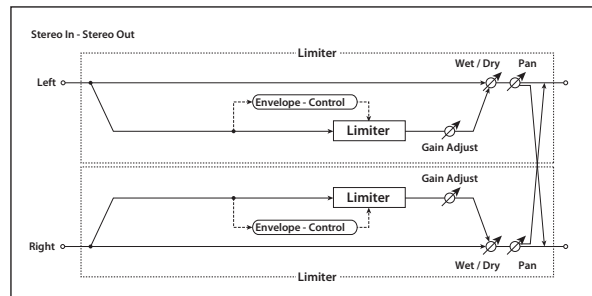 Stereo In - Stereo Out
Limiter
Wet / Dry Pan
Left
Envelope - Control
Limiter
Gain Adjust
Gain Adjust
Limiter
Envelope - Control
Right
Wet / Dry Pan
Limiter